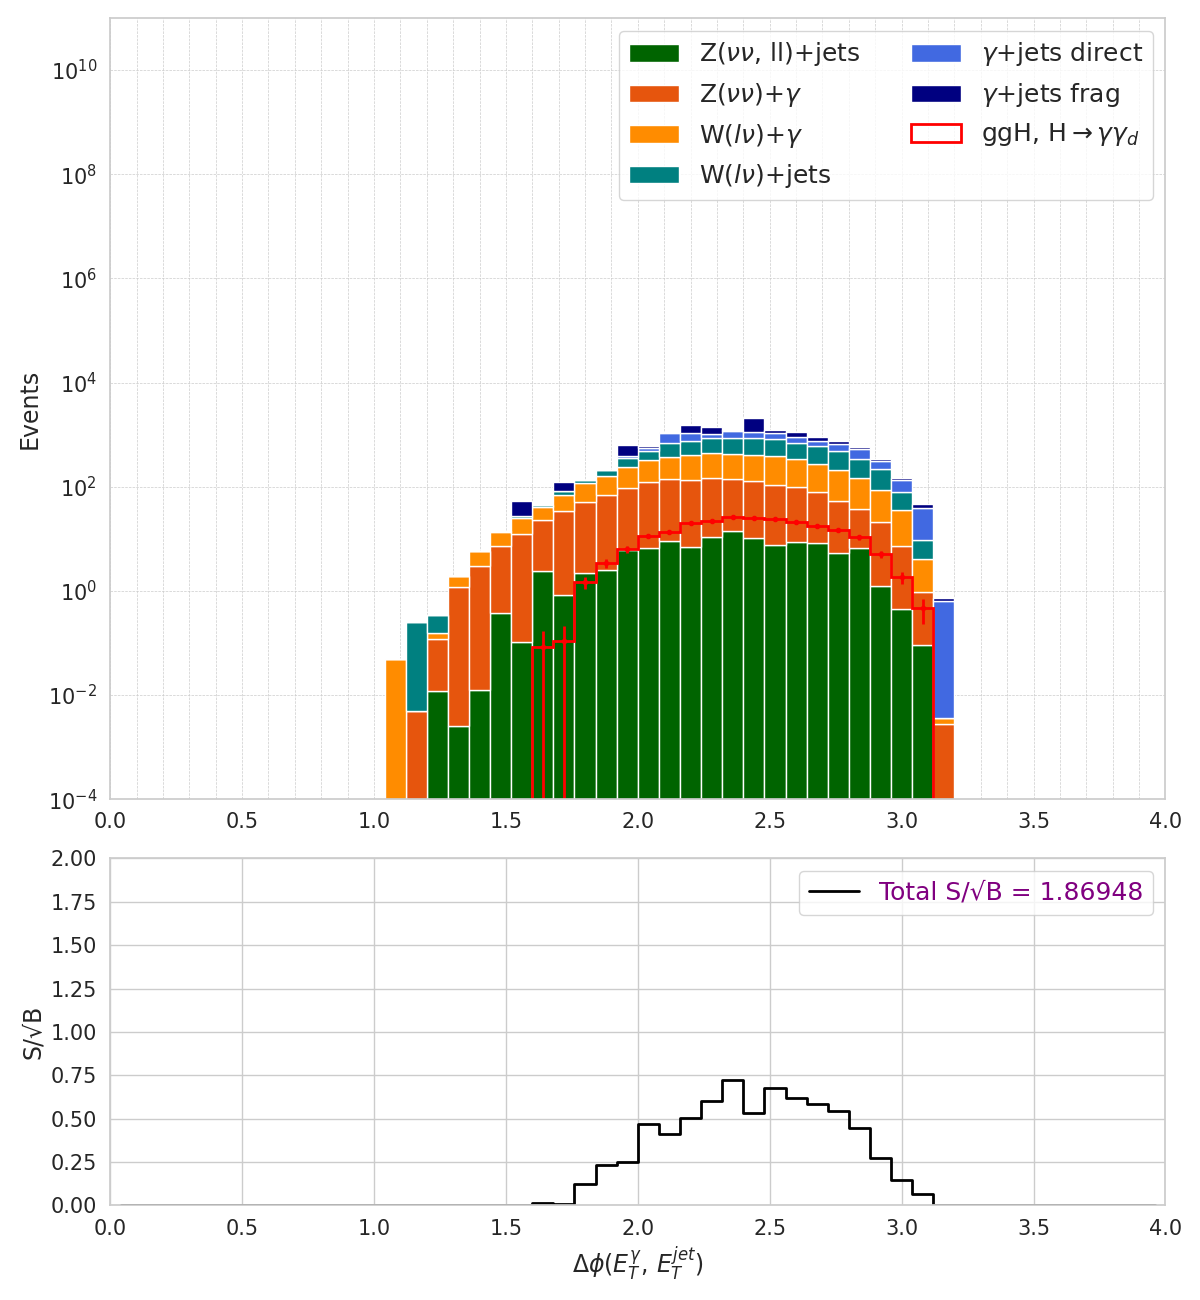 Z(νν, ll)+jets
Z(νν)+γ
W(lν)+γ
W(lν)+jets
γ+jets direct
γ+jets frag
ggH, H→γγ_d
Events
10^10
10^8
10^6
10^4
10^2
10^0
10^−2
10^−4
0.0 0.5 1.0 1.5 2.0 2.5 3.0 3.5 4.0
Total S/√B = 1.86948
S/√B
2.00
1.75
1.50
1.25
1.00
0.75
0.50
0.25
0.00
0.0 0.5 1.0 1.5 2.0 2.5 3.0 3.5 4.0
Δϕ(E_T^γ, E_T^jet)